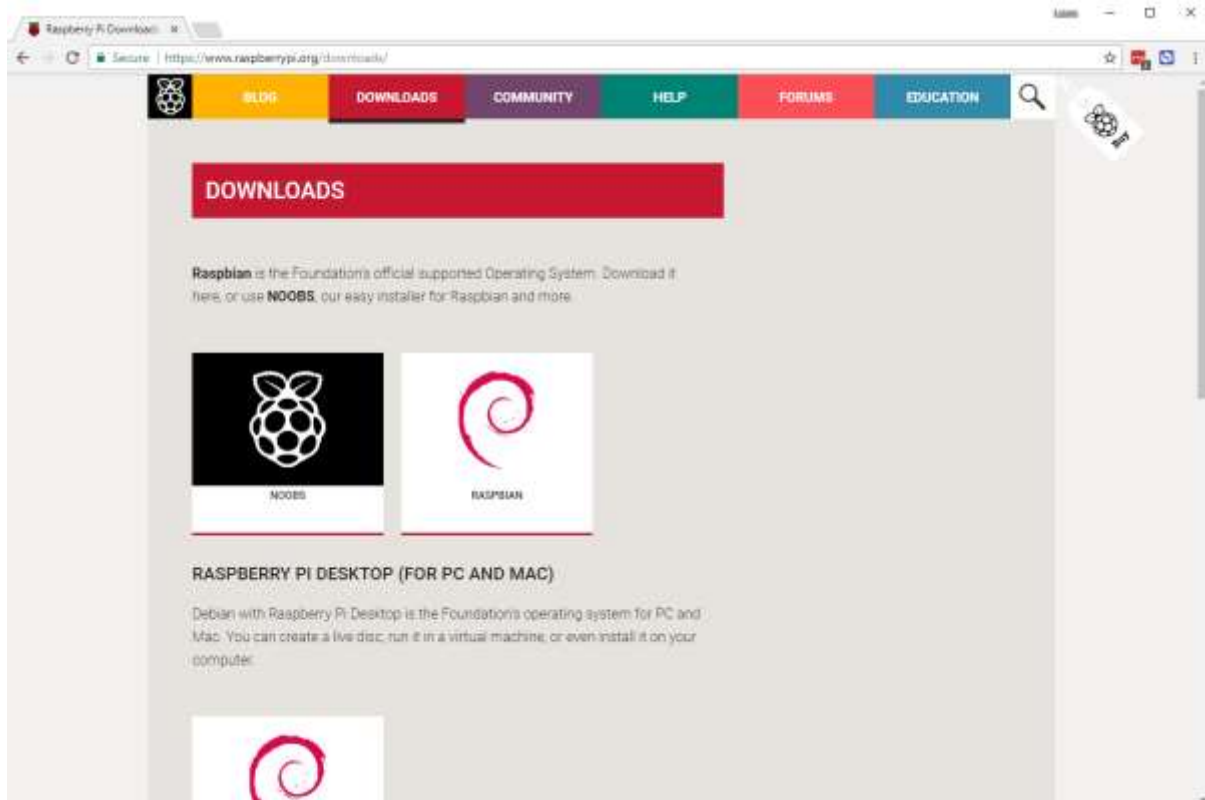 Raspberry Pi Download
Secure | https://www.raspberrypi.org/downloads/
BLOG DOWNLOADS COMMUNITY HELP FORUMS EDUCATION
DOWNLOADS
Raspbian is the Foundation's official supported Operating System. Download it
here, or use NOOBS, our easy installer for Raspbian and more.
NOOBS RASPBIAN
RASPBERRY PI DESKTOP (FOR PC AND MAC)
Debian with Raspberry Pi Desktop is the Foundation's operating system for PC and
Mac. You can create a live disc, run it in a virtual machine, or even install it on your
computer.